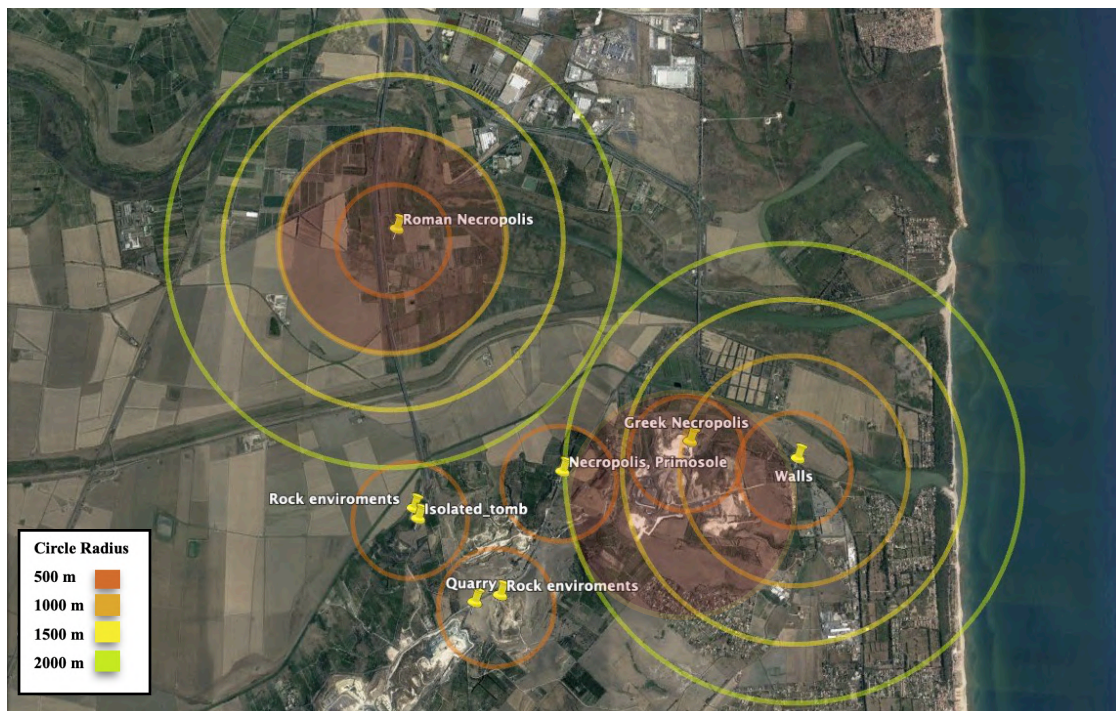 Roman Necropolis
Greek Necropolis
Necropolis, Primosole
Walls
Rock enviroments
Isolated_tomb
Quarry
Rock enviroments
Circle Radius
500 m
1000 m
1500 m
2000 m